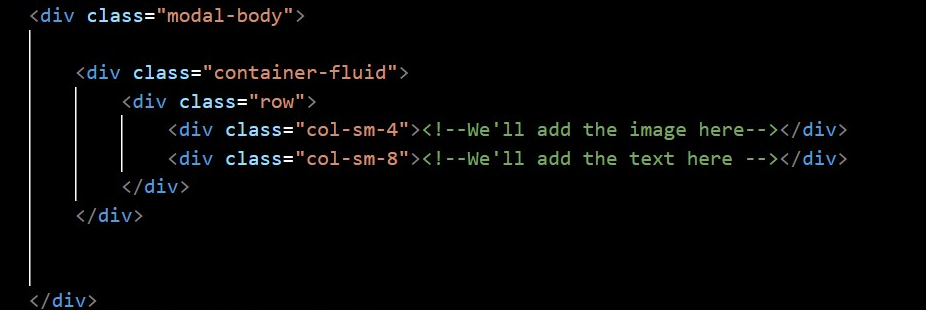 <div class="modal-body">
<div class="container-fluid">
<div class="row">
<div class="col-sm-4"><!--We'll add the image here--></div>
<div class="col-sm-8"><!--We'll add the text here --></div>
</div>
</div>
</div>